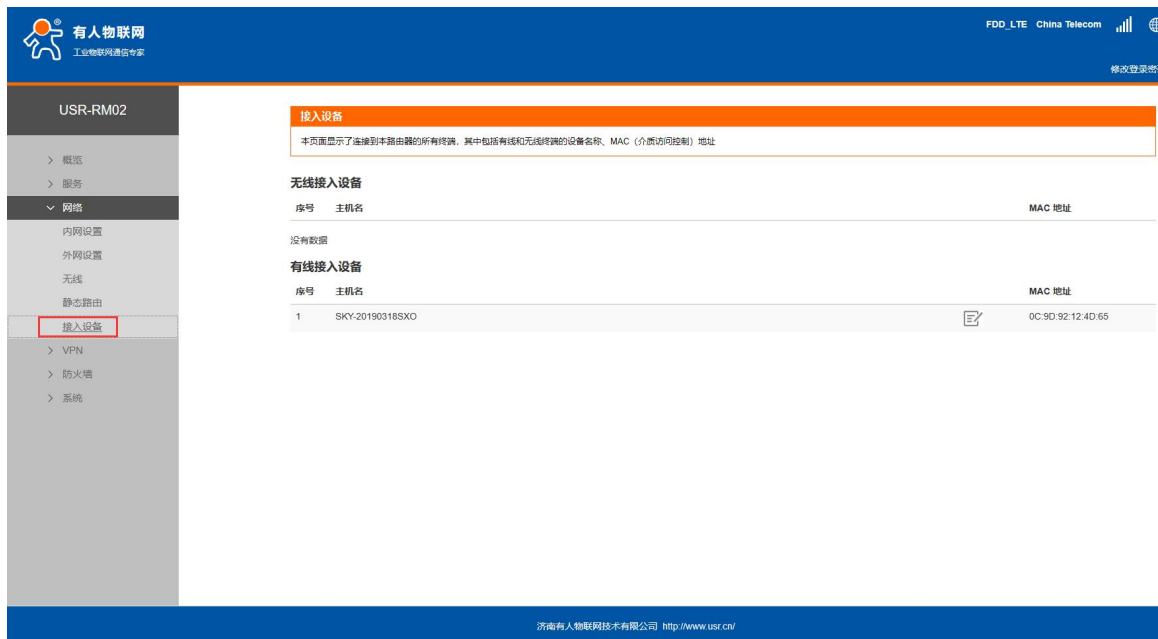 有人物联网
工业物联网通信专家
FDD_LTE China Telecom
修改登录密
USR-RM02
概览
服务
网络
内网设置
外网设置
无线
静态路由
接入设备
VPN
防火墙
系统
接入设备
本页面显示了连接到本路由器的所有终端，其中包括有线和无线终端的设备名称、MAC（介质访问控制）地址
无线接入设备
序号 主机名 MAC 地址
没有数据
有线接入设备
序号 主机名 MAC 地址
1 SKY-20190318SXO 0C:9D:92:12:4D:65
济南有人物联网技术有限公司 http://www.usr.cn/